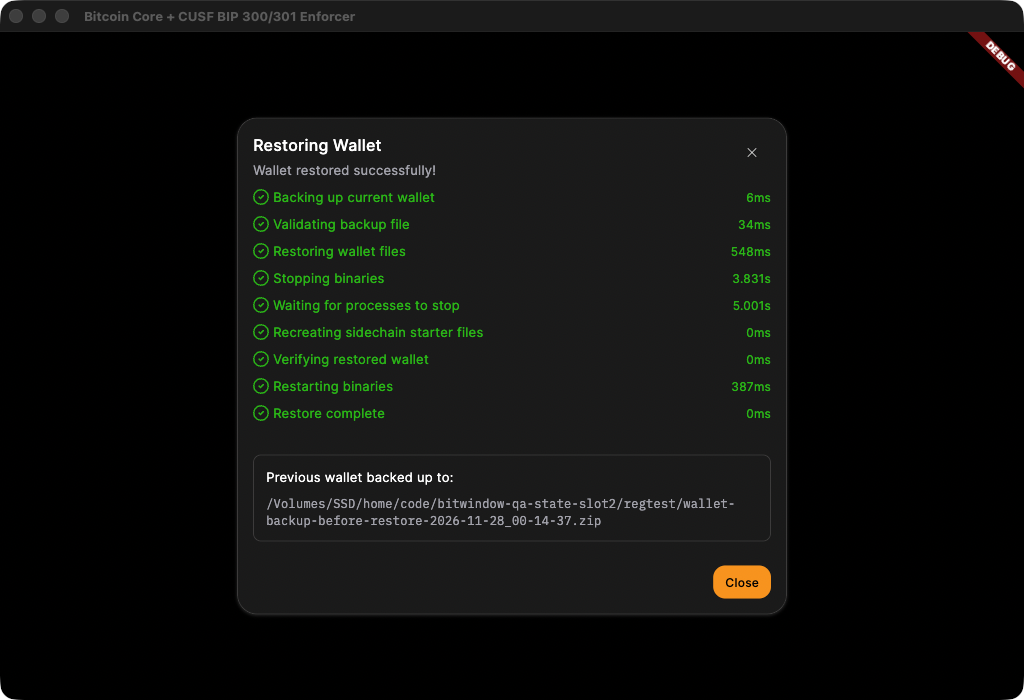 Bitcoin Core + CUSF BIP 300/301 Enforcer
DEBUG
Restoring Wallet
Wallet restored successfully!
Backing up current wallet 6ms
Validating backup file 34ms
Restoring wallet files 548ms
Stopping binaries 3.831s
Waiting for processes to stop 5.001s
Recreating sidechain starter files 0ms
Verifying restored wallet 0ms
Restarting binaries 387ms
Restore complete 0ms
Previous wallet backed up to:
/Volumes/SSD/home/code/bitwindow-qa-state-slot2/regtest/wallet-
backup-before-restore-2026-11-28_00-14-37.zip
Close